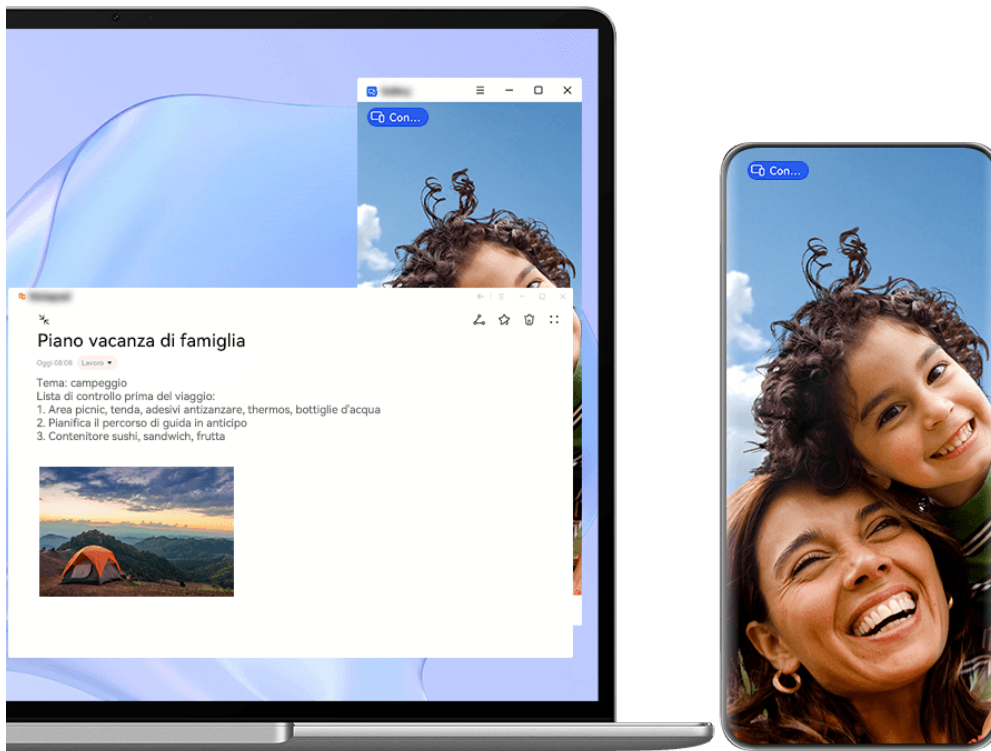 Con...
Piano vacanza di famiglia
Oggi 08:08 Lavoro
Tema: campeggio
Lista di controllo prima del viaggio:
1. Area picnic, tenda, adesivi antizanzare, thermos, bottiglie d'acqua
2. Pianifica il percorso di guida in anticipo
3. Contenitore sushi, sandwich, frutta
Con...